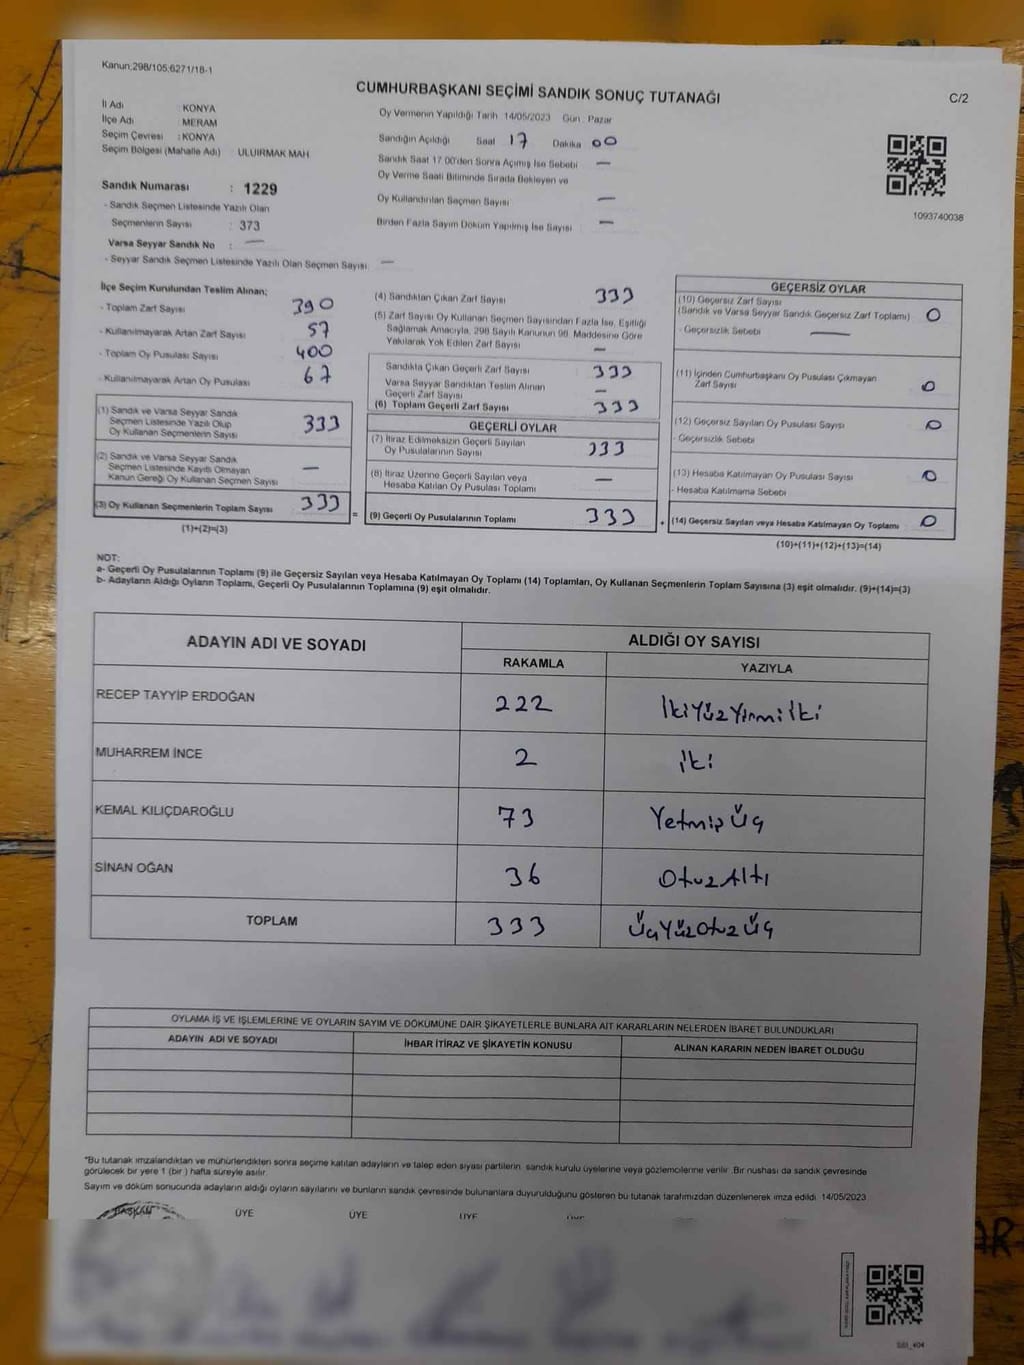 Kanun:298/105;6271/18-1
CUMHURBAŞKANI SEÇİMİ SANDIK SONUÇ TUTANAĞI
C/2
İl Adı : KONYA
İlçe Adı : MERAM
Seçim Çevresi : KONYA
Seçim Bölgesi (Mahalle Adı) : ULUIRMAK MAH
Sandık Numarası : 1229
- Sandık Seçmen Listesinde Yazılı Olan
Seçmenlerin Sayısı : 373
Varsa Seyyar Sandık No : —
- Seyyar Sandık Seçmen Listesinde Yazılı Olan Seçmen Sayısı: —
Oy Vermenin Yapıldığı Tarih 14/05/2023 Gün : Pazar
Sandığın Açıldığı Saat 17 Dakika 00
Sandık Saat 17.00'den Sonra Açılmış İse Sebebi —
Oy Verme Saati Bitiminde Sırada Bekleyen ve
Oy Kullandırılan Seçmen Sayısı —
Birden Fazla Sayım Döküm Yapılmış İse Sayısı —
1093740038
İlçe Seçim Kurulundan Teslim Alınan;
- Toplam Zarf Sayısı 390
- Kullanılmayarak Artan Zarf Sayısı 57
- Toplam Oy Pusulası Sayısı 400
- Kullanılmayarak Artan Oy Pusulası 67
(1) Sandık ve Varsa Seyyar Sandık
Seçmen Listesinde Yazılı Olup
Oy Kullanan Seçmenlerin Sayısı 333
(2) Sandık ve Varsa Seyyar Sandık
Seçmen Listesinde Kayıtlı Olmayan
Kanun Gereği Oy Kullanan Seçmen Sayısı —
(3) Oy Kullanan Seçmenlerin Toplam Sayısı 333
(1)+(2)=(3)
=
(4) Sandıktan Çıkan Zarf Sayısı 333
(5) Zarf Sayısı Oy Kullanan Seçmen Sayısından Fazla İse, Eşitliği
Sağlamak Amacıyla, 298 Sayılı Kanunun 98. Maddesine Göre
Yakılarak Yok Edilen Zarf Sayısı —
Sandıkta Çıkan Geçerli Zarf Sayısı 333
Varsa Seyyar Sandıktan Teslim Alınan
Geçerli Zarf Sayısı —
(6) Toplam Geçerli Zarf Sayısı 333
GEÇERLİ OYLAR
(7) İtiraz Edilmeksizin Geçerli Sayılan
Oy Pusulalarının Sayısı 333
(8) İtiraz Üzerine Geçerli Sayılan veya
Hesaba Katılan Oy Pusulası Toplamı —
(9) Geçerli Oy Pusulalarının Toplamı 333
+
GEÇERSİZ OYLAR
(10) Geçersiz Zarf Sayısı
(Sandık ve Varsa Seyyar Sandık Geçersiz Zarf Toplamı) 0
- Geçersizlik Sebebi —
(11) İçinden Cumhurbaşkanı Oy Pusulası Çıkmayan
Zarf Sayısı 0
(12) Geçersiz Sayılan Oy Pusulası Sayısı 0
- Geçersizlik Sebebi
(13) Hesaba Katılmayan Oy Pusulası Sayısı 0
- Hesaba Katılmama Sebebi
(14) Geçersiz Sayılan veya Hesaba Katılmayan Oy Toplamı 0
(10)+(11)+(12)+(13)=(14)
NOT:
a- Geçerli Oy Pusulalarının Toplamı (9) ile Geçersiz Sayılan veya Hesaba Katılmayan Oy Toplamı (14) Toplamları, Oy Kullanan Seçmenlerin Toplam Sayısına (3) eşit olmalıdır. (9)+(14)=(3)
b- Adayların Aldığı Oyların Toplamı, Geçerli Oy Pusulalarının Toplamına (9) eşit olmalıdır.
ADAYIN ADI VE SOYADI ALDIĞI OY SAYISI
RAKAMLA YAZIYLA
RECEP TAYYİP ERDOĞAN 222 İkiYüzYirmiİki
MUHARREM İNCE 2 iki
KEMAL KILIÇDAROĞLU 73 YetmişÜç
SİNAN OĞAN 36 OtuzAltı
TOPLAM 333 ÜçYüzOtuzÜç
OYLAMA İŞ VE İŞLEMLERİNE VE OYLARIN SAYIM VE DÖKÜMÜNE DAİR ŞİKAYETLERLE BUNLARA AİT KARARLARIN NELERDEN İBARET BULUNDUKLARI
ADAYIN ADI VE SOYADI İHBAR İTİRAZ VE ŞİKAYETİN KONUSU ALINAN KARARIN NEDEN İBARET OLDUĞU
*Bu tutanak imzalandıktan ve mühürlendikten sonra seçime katılan adayların ve talep eden siyasi partilerin sandık kurulu üyelerine veya gözlemcilerine verilir. Bir nushası da sandık çevresinde
görülecek bir yere 1 (bir ) hafta süreyle asılır.
Sayım ve döküm sonucunda adayların aldığı oyların sayılarını ve bunların sandık çevresinde bulunanlara duyurulduğunu gösteren bu tutanak tarafımızdan düzenlenerek imza edildi. 14/05/2023
BAŞKAN ÜYE ÜYE ÜYE